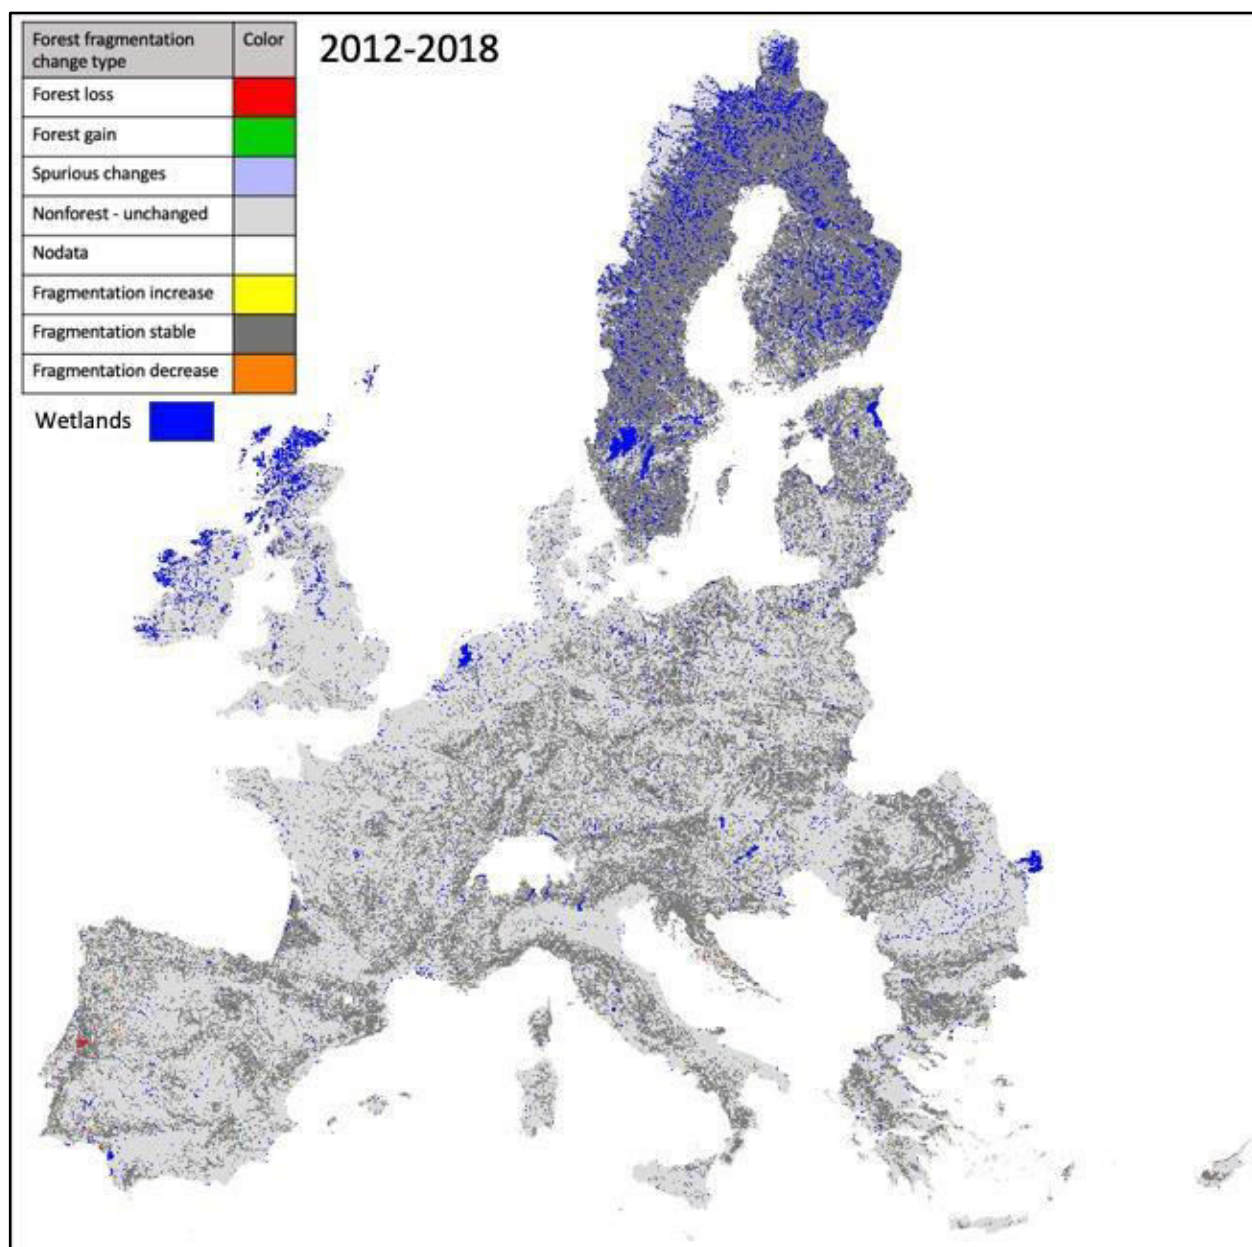 Forest fragmentation Color
change type
2012-2018
Forest loss
Forest gain
Spurious changes
Nonforest - unchanged
Nodata
Fragmentation increase
Fragmentation stable
Fragmentation decrease
Wetlands